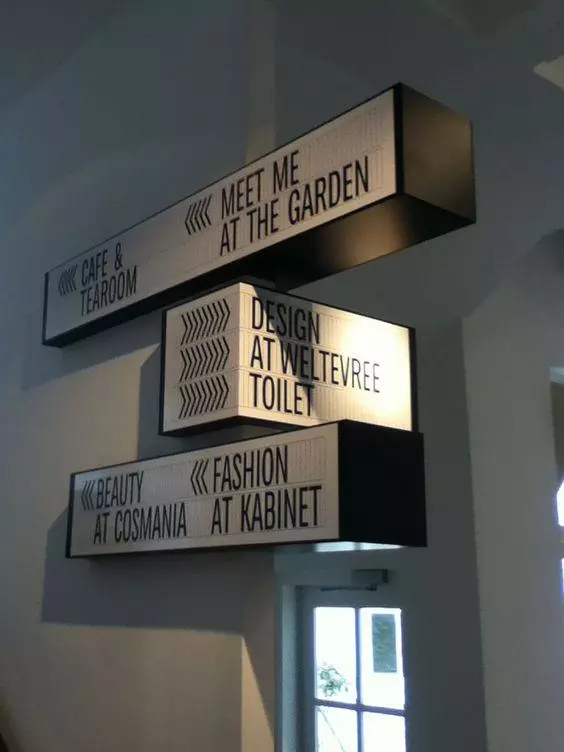 CAFE &
TEAROOM
MEET ME
AT THE GARDEN
DESIGN
AT WELTEVREE
TOILET
BEAUTY
AT COSMANIA
FASHION
AT KABINET